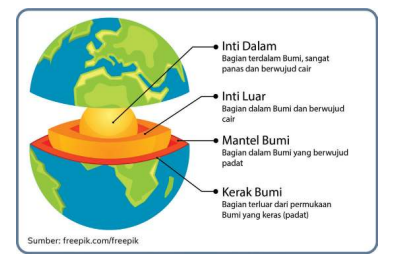 Inti Dalam
Bagian terdalam Bumi, sangat
panas dan berwujud cair
Inti Luar
Bagian dalam Bumi dan berwujud
cair
Mantel Bumi
Bagian dalam Bumi yang berwujud
padat
Kerak Bumi
Bagian terluar dari permukaan
Bumi yang keras (padat)
Sumber: freepik.com/freepik